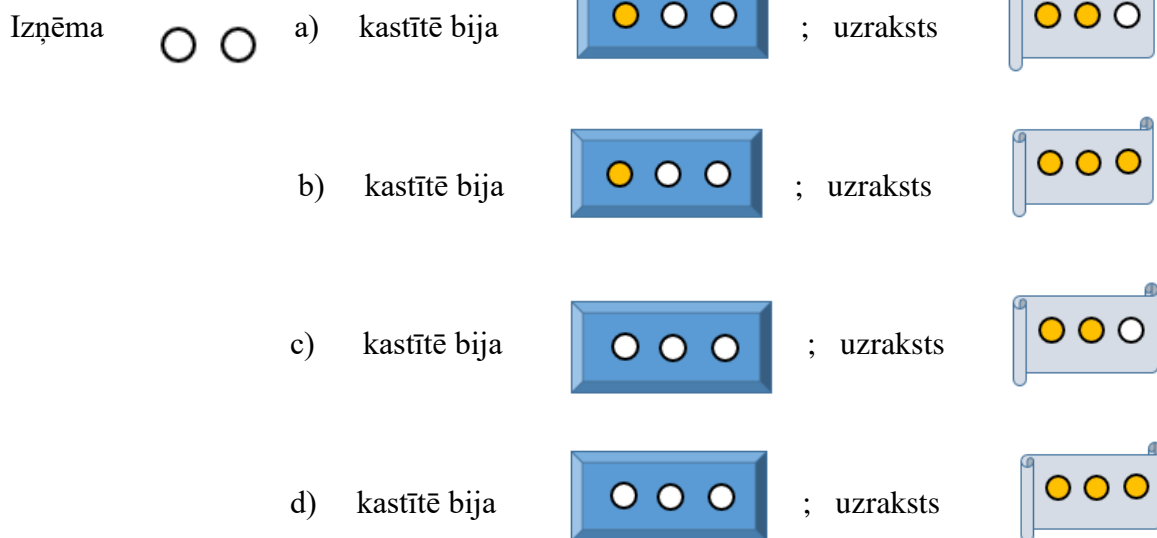 Izņēma a) kastītē bija ; uzraksts
b) kastītē bija ; uzraksts
c) kastītē bija ; uzraksts
d) kastītē bija ; uzraksts